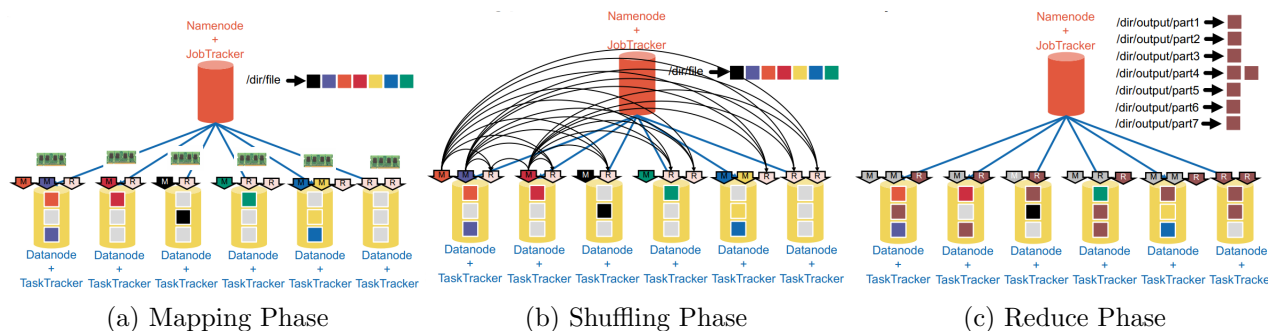 Namenode
+
JobTracker
/dir/file
M M R M R M R M R R M M R R R
Datanode Datanode Datanode Datanode Datanode Datanode
+ + + + + +
TaskTracker TaskTracker TaskTracker TaskTracker TaskTracker TaskTracker
(a) Mapping Phase
Namenode
+
JobTracker
/dir/file
M M R M R M R M R R M M R R R
Datanode Datanode Datanode Datanode Datanode Datanode
+ + + + + +
TaskTracker TaskTracker TaskTracker TaskTracker TaskTracker TaskTracker
(b) Shuffling Phase
Namenode
+
JobTracker
/dir/output/part1
/dir/output/part2
/dir/output/part3
/dir/output/part4
/dir/output/part5
/dir/output/part6
/dir/output/part7
M M R M R M R M R R M M R R R
Datanode Datanode Datanode Datanode Datanode Datanode
+ + + + + +
TaskTracker TaskTracker TaskTracker TaskTracker TaskTracker TaskTracker
(c) Reduce Phase